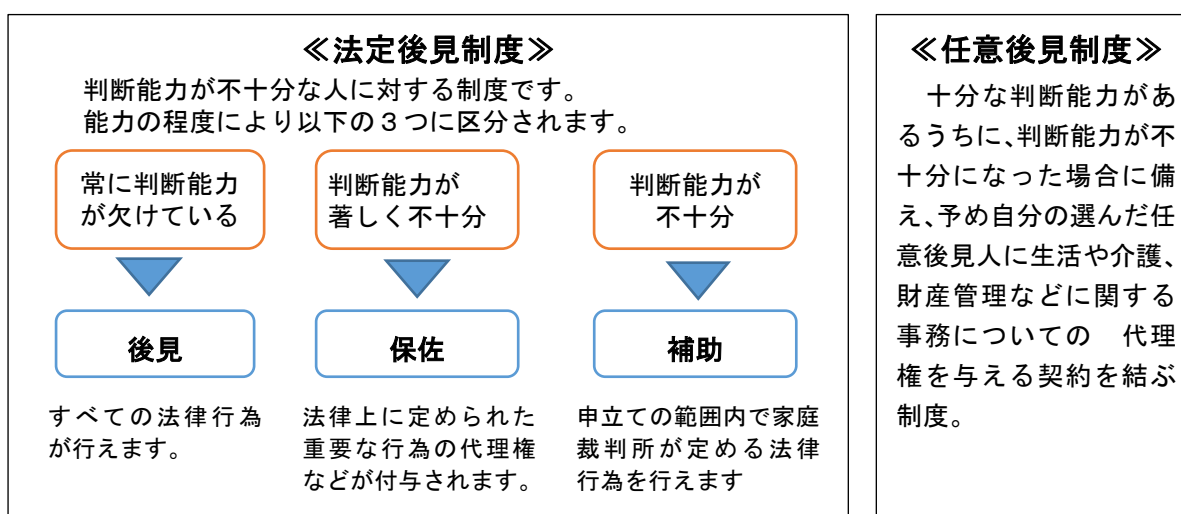 ≪法定後見制度≫
判断能力が不十分な人に対する制度です。
能力の程度により以下の３つに区分されます。
常に判断能力
が欠けている
後見
すべての法律行為
が行えます。
判断能力が
著しく不十分
保佐
法律上に定められた
重要な行為の代理権
などが付与されます。
判断能力が
不十分
補助
申立ての範囲内で家庭
裁判所が定める法律
行為を行えます
≪任意後見制度≫
　十分な判断能力があ
るうちに、判断能力が不
十分になった場合に備
え、予め自分の選んだ任
意後見人に生活や介護、
財産管理などに関する
事務についての　代理
権を与える契約を結ぶ
制度。